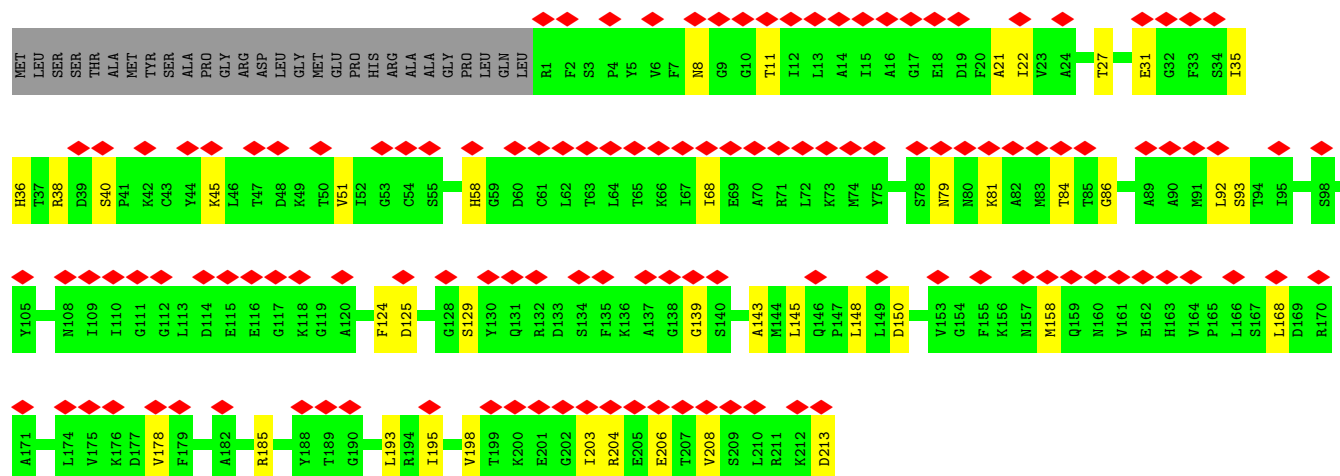 MET LEU SER SER THR ALA MET TYR SER ALA PRO GLY ARG ASP LEU GLY MET GLU PRO HIS ARG ALA ALA GLY PRO LEU GLN LEU R1 F2 S3 P4 Y5 V6 F7 N8 G9 G10 T11 I12 L13 A14 I15 A16 G17 E18 D19 F20 A21 I22 V23 A24 T27 E31 G32 F33 S34 I35
H36 T37 R38 D39 S40 P41 K42 C43 Y44 K45 L46 T47 D48 K49 T50 V51 I52 G53 C54 S55 H58 G59 D60 C61 L62 T63 L64 T65 K66 I67 I68 E69 A70 R71 L72 K73 M74 Y75 S78 N79 N80 K81 A82 M83 T84 T85 G86 A89 A90 M91 L92 S93 T94 I95 S98
Y105 N108 I109 I110 G111 G112 L113 D114 E115 E116 G117 K118 G119 A120 F124 D125 G128 S129 Y130 Q131 R132 D133 S134 F135 K136 A137 G138 G139 S140 A143 M144 L145 Q146 P147 L148 L149 D150 V153 G154 F155 K156 N157 M158 Q159 N160 V161 E162 H163 V164 P165 L166 S167 L168 D169 R170
A171 L174 V175 K176 D177 V178 F179 A182 R185 Y188 T189 G190 L193 R194 I195 V198 T199 K200 E201 G202 I203 R204 E205 E206 T207 V208 S209 L210 R211 K212 D213